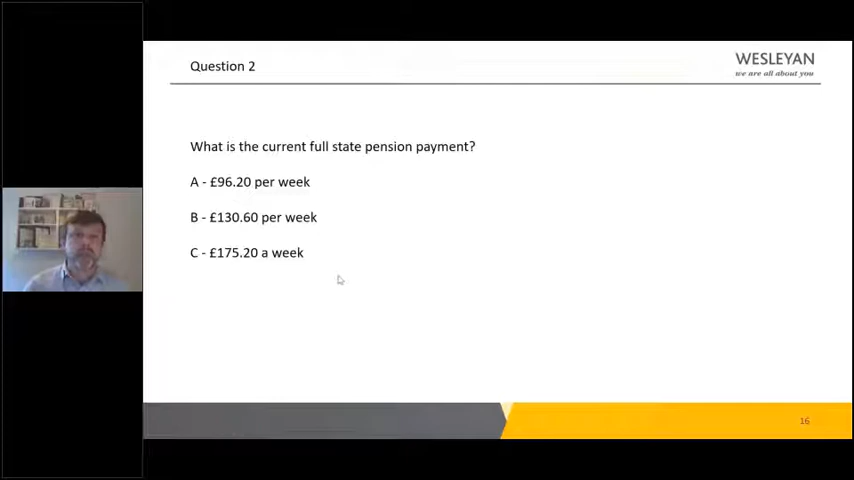 Question 2
WESLEYAN
we are all about you
What is the current full state pension payment?
A - £96.20 per week
B - £130.60 per week
C - £175.20 a week
16